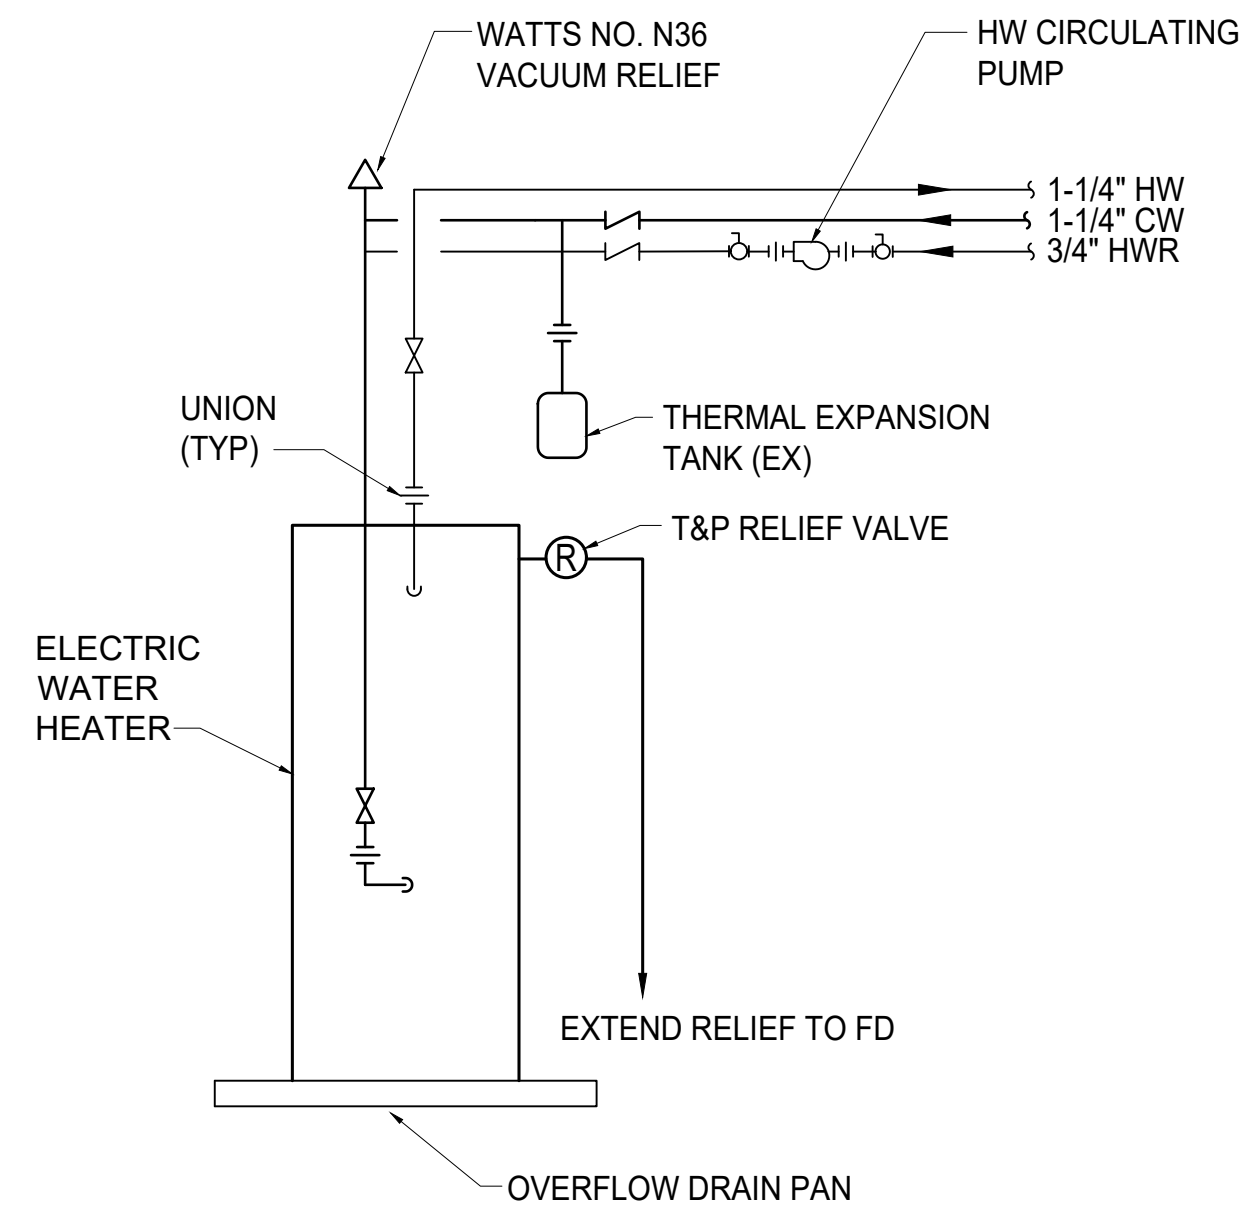 WATTS NO. N36
VACUUM RELIEF
HW CIRCULATING
PUMP
1-1/4" HW
1-1/4" CW
3/4" HWR
UNION
(TYP)
THERMAL EXPANSION
TANK (EX)
T&P RELIEF VALVE
R
ELECTRIC
WATER
HEATER
EXTEND RELIEF TO FD
OVERFLOW DRAIN PAN